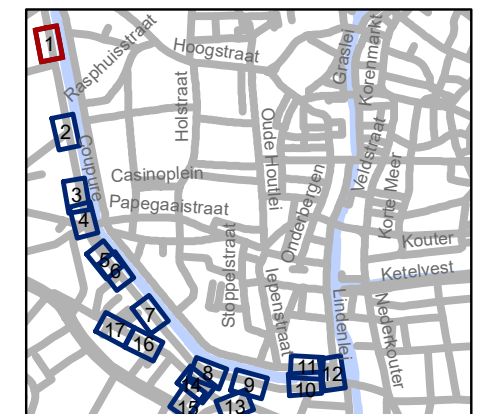 1
Rasphuisstraat
Hoogstraat
Graslei
Korenmarkt
2
Coupure
Holstraat
Oude Houtlei
Veldstraat
Casinoplein
3
Papegaaistraat
Onderbergen
Korte Meer
4
Kouter
5
6
Stoppelstraat
Iepenstraat
Ketelvest
7
Lindenlei
Nederkouter
17
16
8
11
12
14
9
10
15
13